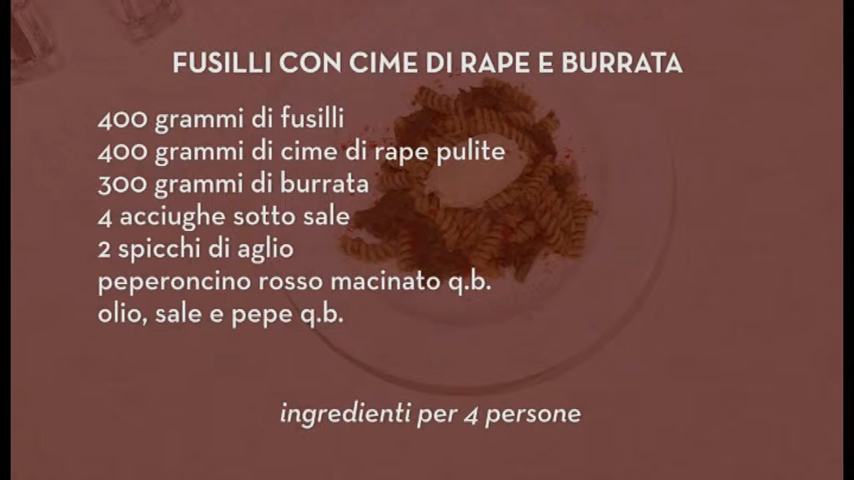 FUSILLI CON CIME DI RAPE E BURRATA
400 grammi di fusilli
400 grammi di cime di rape pulite
300 grammi di burrata
4 acciughe sotto sale
2 spicchi di aglio
peperoncino rosso macinato q.b.
olio, sale e pepe q.b.
ingredienti per 4 persone